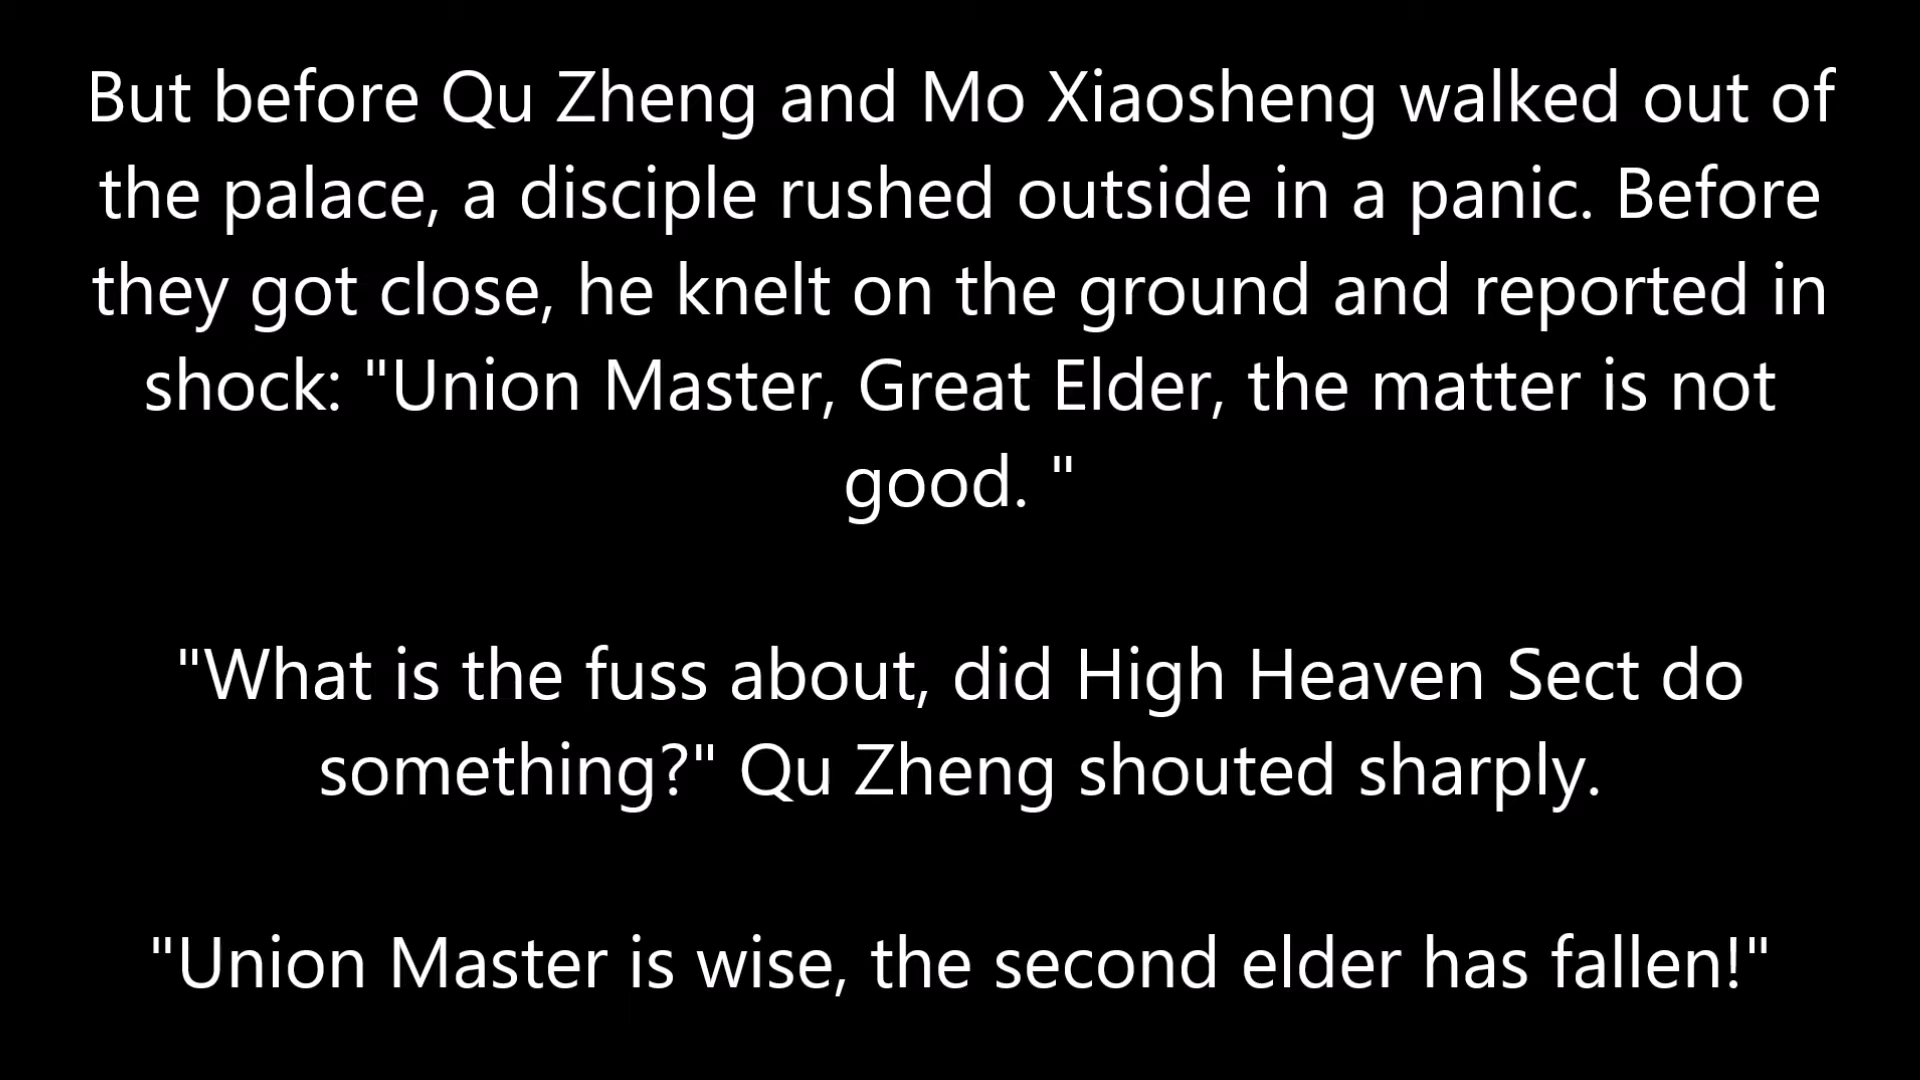 But before Qu Zheng and Mo Xiaosheng walked out of
the palace, a disciple rushed outside in a panic. Before
they got close, he knelt on the ground and reported in
shock: "Union Master, Great Elder, the matter is not
good. "
"What is the fuss about, did High Heaven Sect do
something?" Qu Zheng shouted sharply.
"Union Master is wise, the second elder has fallen!"